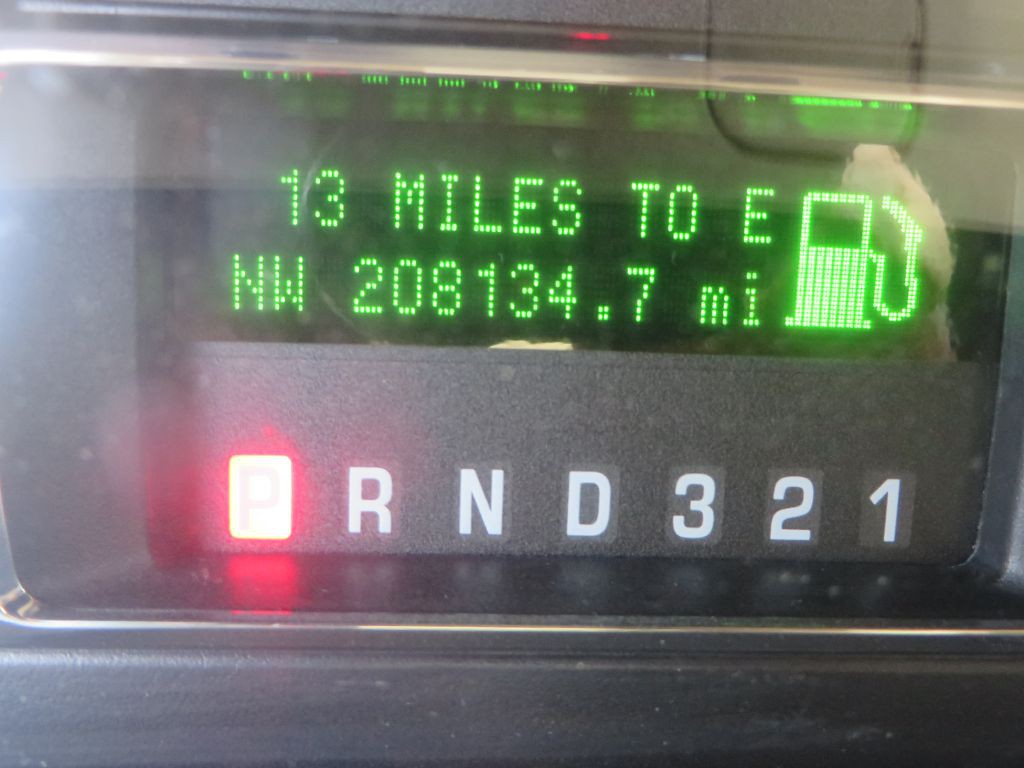 13 MILES TO E
NW 208134.7 mi
P R N D 3 2 1